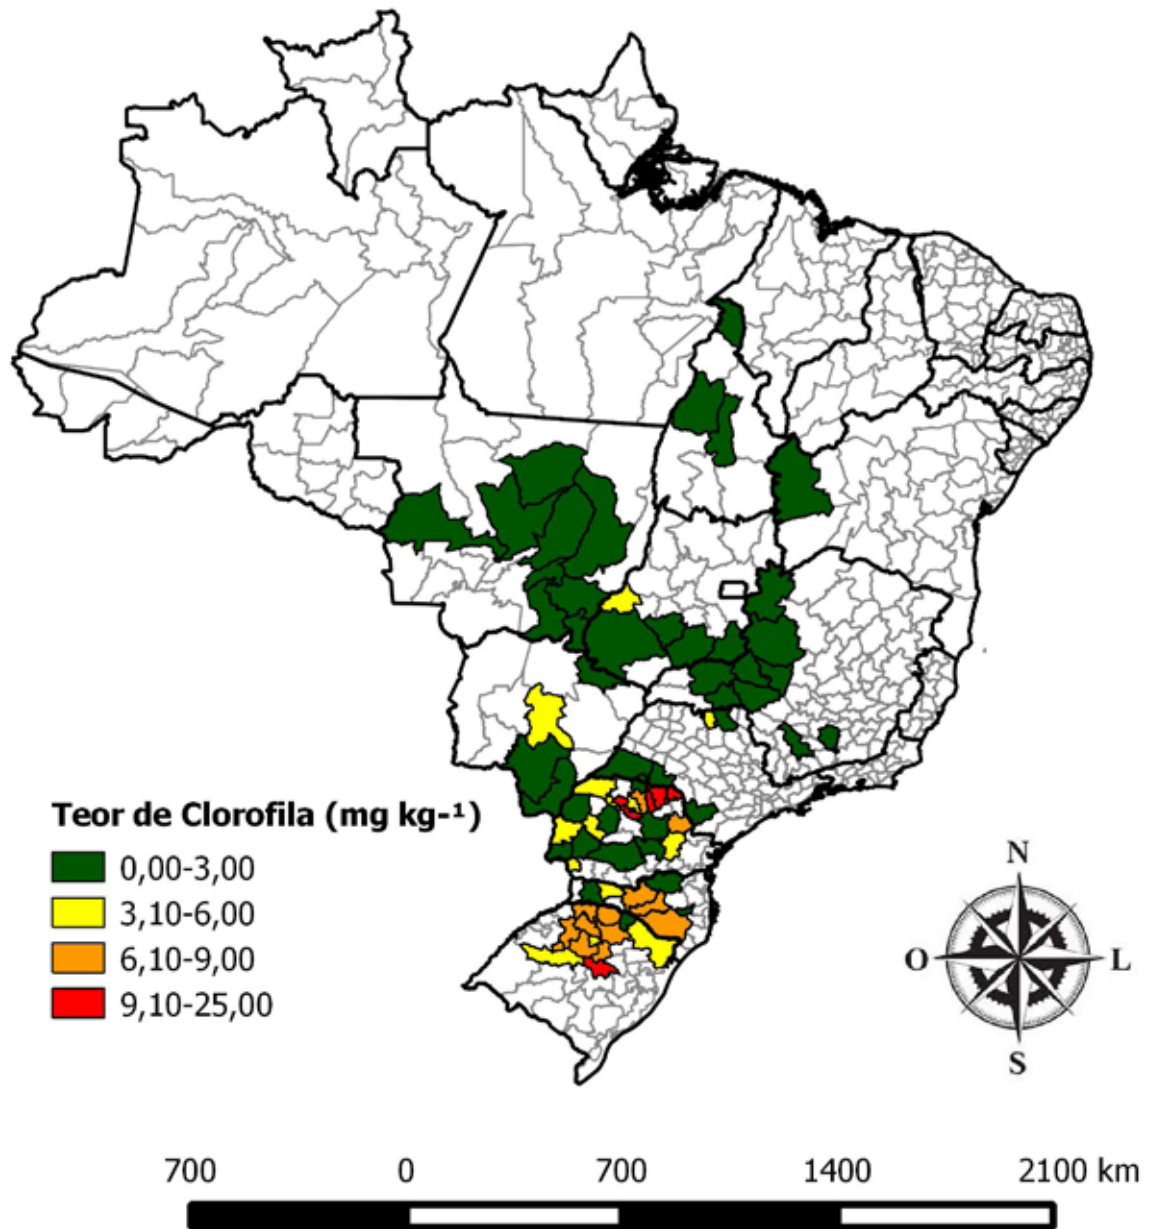 Teor de Clorofila (mg kg-¹)
0,00-3,00
3,10-6,00
6,10-9,00
9,10-25,00
N
O
L
S
700 0 700 1400 2100 km